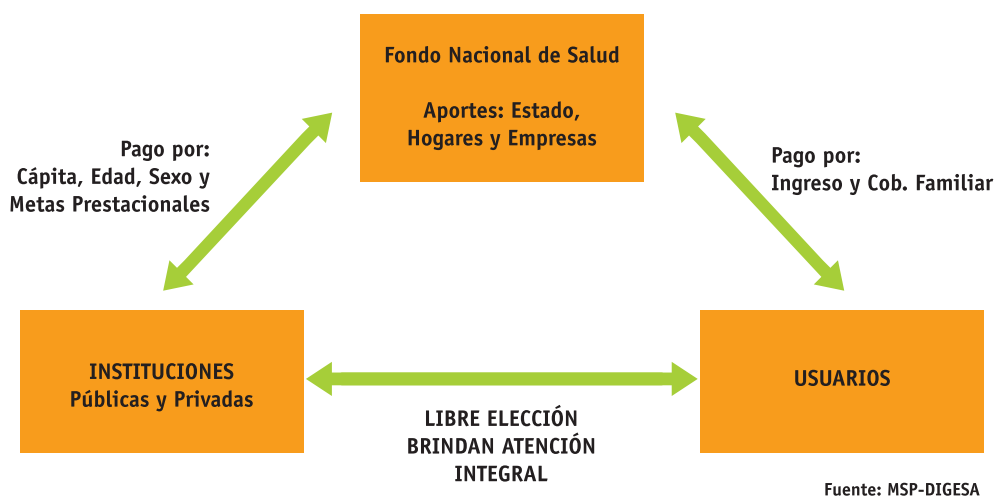 Fondo Nacional de Salud
Aportes: Estado,
Hogares y Empresas
Pago por:
Cápita, Edad, Sexo y
Metas Prestacionales
Pago por:
Ingreso y Cob. Familiar
INSTITUCIONES
Públicas y Privadas
USUARIOS
LIBRE ELECCIÓN
BRINDAN ATENCIÓN
INTEGRAL
Fuente: MSP-DIGESA